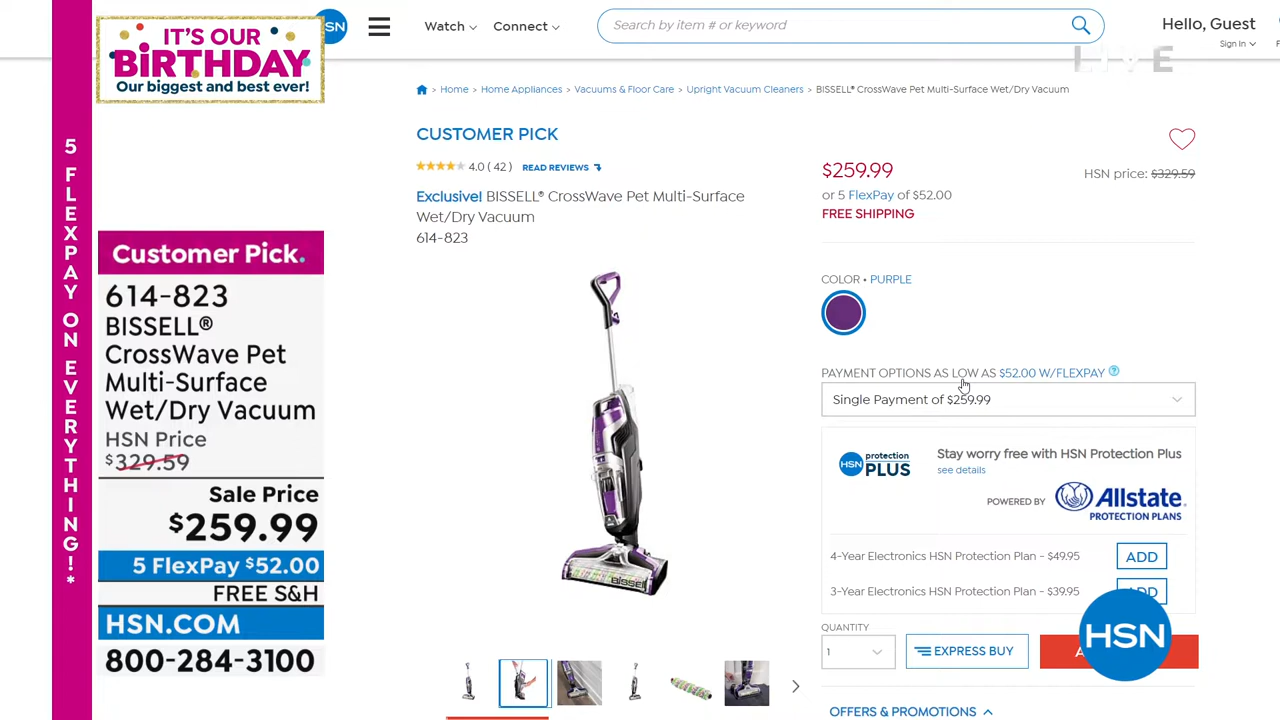 IT'S OUR
BiRTHDAY
Our biggest and best ever!
5 FLEXPAY ON EVERYTHING!*
Customer Pick.
614-823
BISSELL®
CrossWave Pet
Multi-Surface
Wet/Dry Vacuum
HSN Price
$329.59
Sale Price
$259.99
5 FlexPay $52.00
FREE S&H
HSN.COM
800-284-3100
Watch
Connect
Search by item # or keyword
Hello, Guest
Sign In
LIVE
Home > Home Appliances > Vacuums & Floor Care > Upright Vacuum Cleaners > BISSELL® CrossWave Pet Multi-Surface Wet/Dry Vacuum
CUSTOMER PICK
4.0 ( 42 ) READ REVIEWS
Exclusive! BISSELL® CrossWave Pet Multi-Surface
Wet/Dry Vacuum
614-823
BISSELL
$259.99
HSN price: $329.59
or 5 FlexPay of $52.00
FREE SHIPPING
COLOR • PURPLE
PAYMENT OPTIONS AS LOW AS $52.00 W/FLEXPAY ?
Single Payment of $259.99
HSN protection PLUS
Stay worry free with HSN Protection Plus
see details
POWERED BY Allstate
PROTECTION PLANS
4-Year Electronics HSN Protection Plan - $49.95 ADD
3-Year Electronics HSN Protection Plan - $39.95 ADD
QUANTITY
1
EXPRESS BUY
HSN
OFFERS & PROMOTIONS